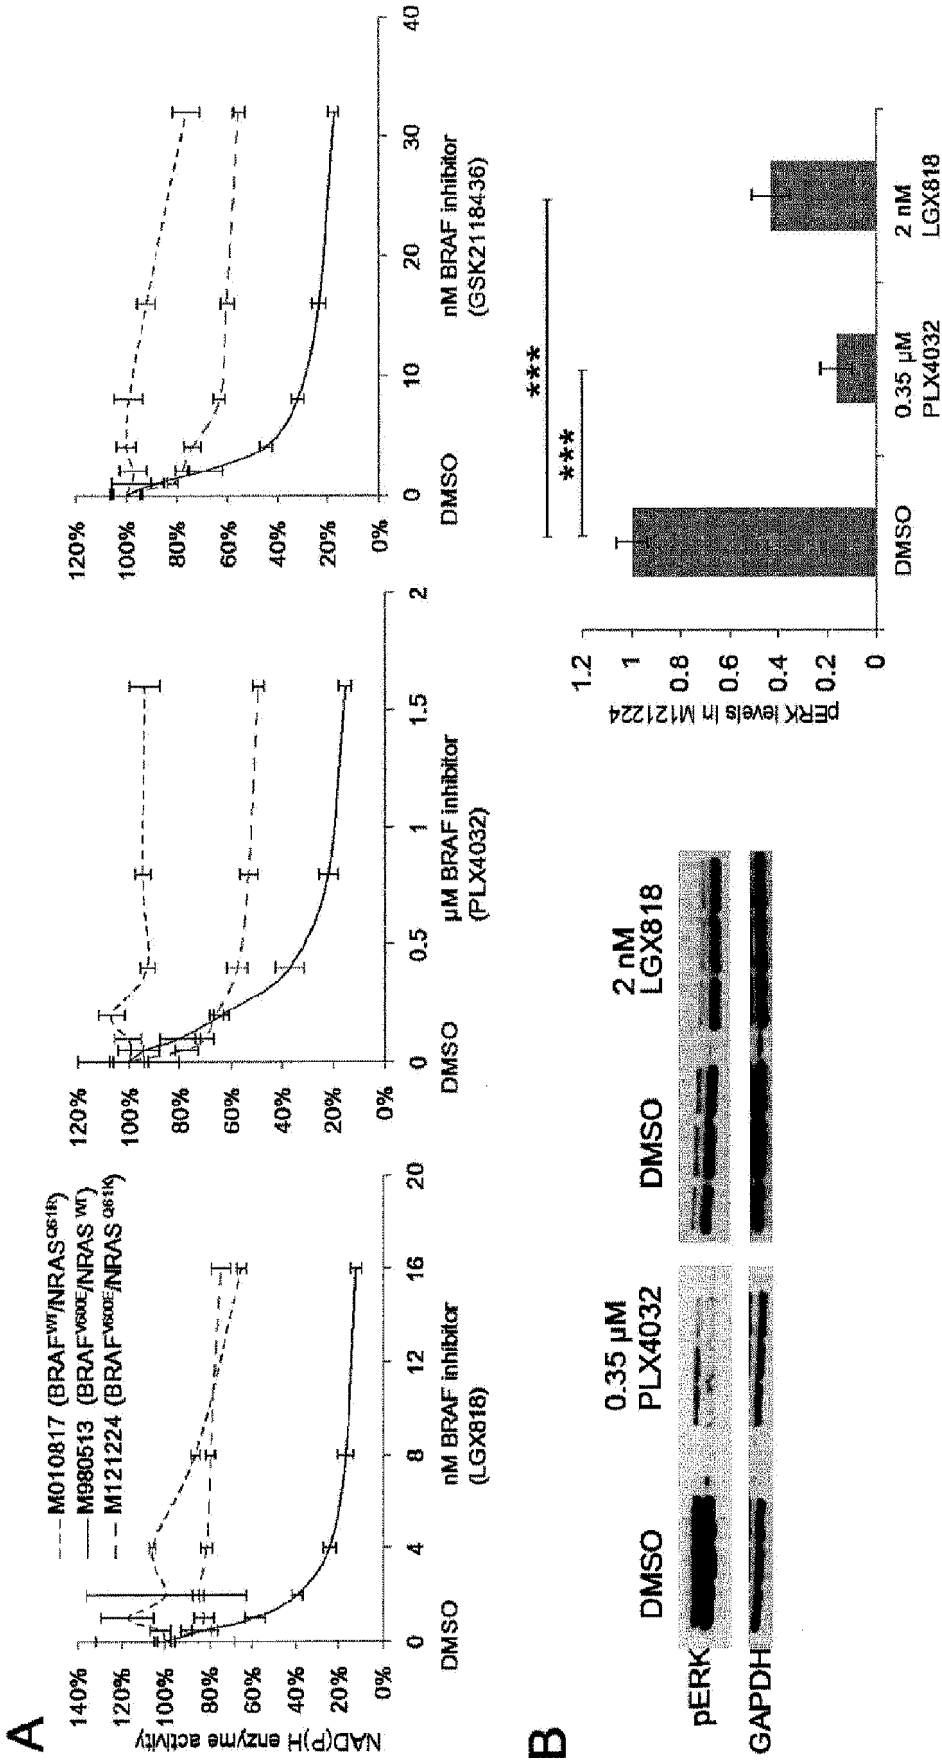 A
NAD(P)H enzyme activity
140%
120%
100%
80%
60%
40%
20%
0%
M010817 (BRAFWT/NRASQ61R)
M980513 (BRAFV600E/NRAS WT)
M121224 (BRAFV600E/NRAS Q61K)
0 4 8 12 16 20
DMSO
nM BRAF inhibitor
(LGX818)
120%
100%
80%
60%
40%
20%
0%
0 0.5 1 1.5 2
DMSO
µM BRAF inhibitor
(PLX4032)
120%
100%
80%
60%
40%
20%
0%
0 10 20 30 40
DMSO
nM BRAF inhibitor
(GSK2118436)
B
DMSO
0.35 µM
PLX4032
DMSO
2 nM
LGX818
pERK
GAPDH
pERK levels in M121224
1.2
1
0.8
0.6
0.4
0.2
0
***
***
DMSO
0.35 µM
PLX4032
2 nM
LGX818